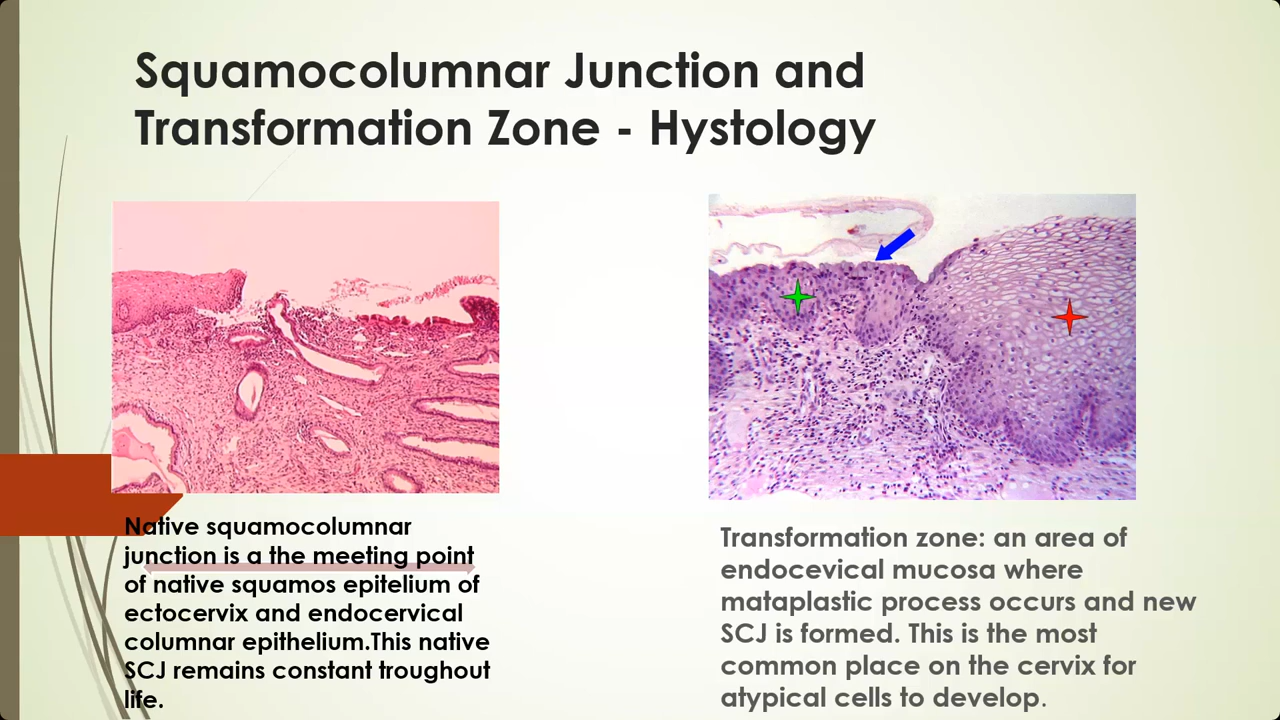 Squamocolumnar Junction and
Transformation Zone - Hystology
Native squamocolumnar
junction is a the meeting point
of native squamos epitelium of
ectocervix and endocervical
columnar epithelium.This native
SCJ remains constant troughout
life.
Transformation zone: an area of
endocevical mucosa where
mataplastic process occurs and new
SCJ is formed. This is the most
common place on the cervix for
atypical cells to develop.